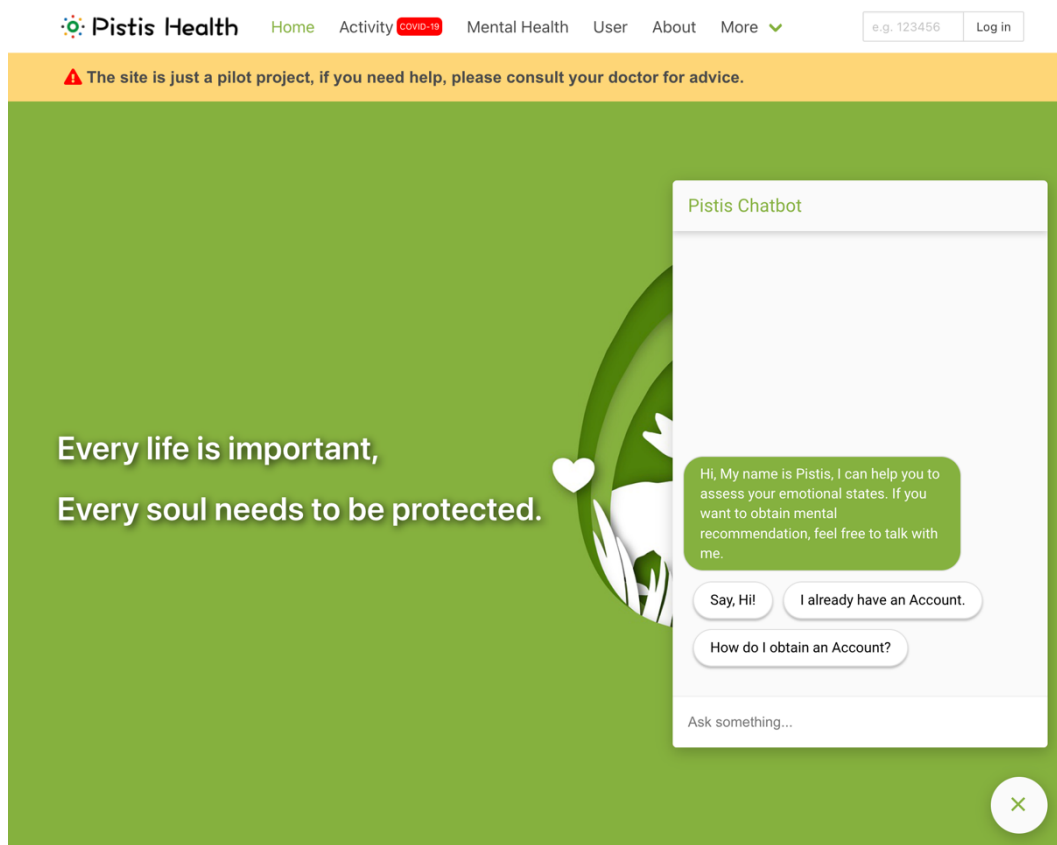 Pistis Health Home Activity COVID-19 Mental Health User About More e.g. 123456 Log in
The site is just a pilot project, if you need help, please consult your doctor for advice.
Every life is important,
Every soul needs to be protected.
Pistis Chatbot
Hi, My name is Pistis, I can help you to
assess your emotional states. If you
want to obtain mental
recommendation, feel free to talk with
me.
Say, Hi! I already have an Account.
How do I obtain an Account?
Ask something...